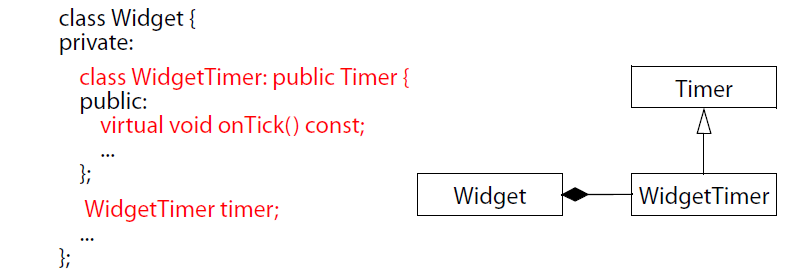 class Widget {
private:
class WidgetTimer: public Timer {
public:
virtual void onTick() const;
...
};
WidgetTimer timer;
...
};
Timer
Widget
WidgetTimer